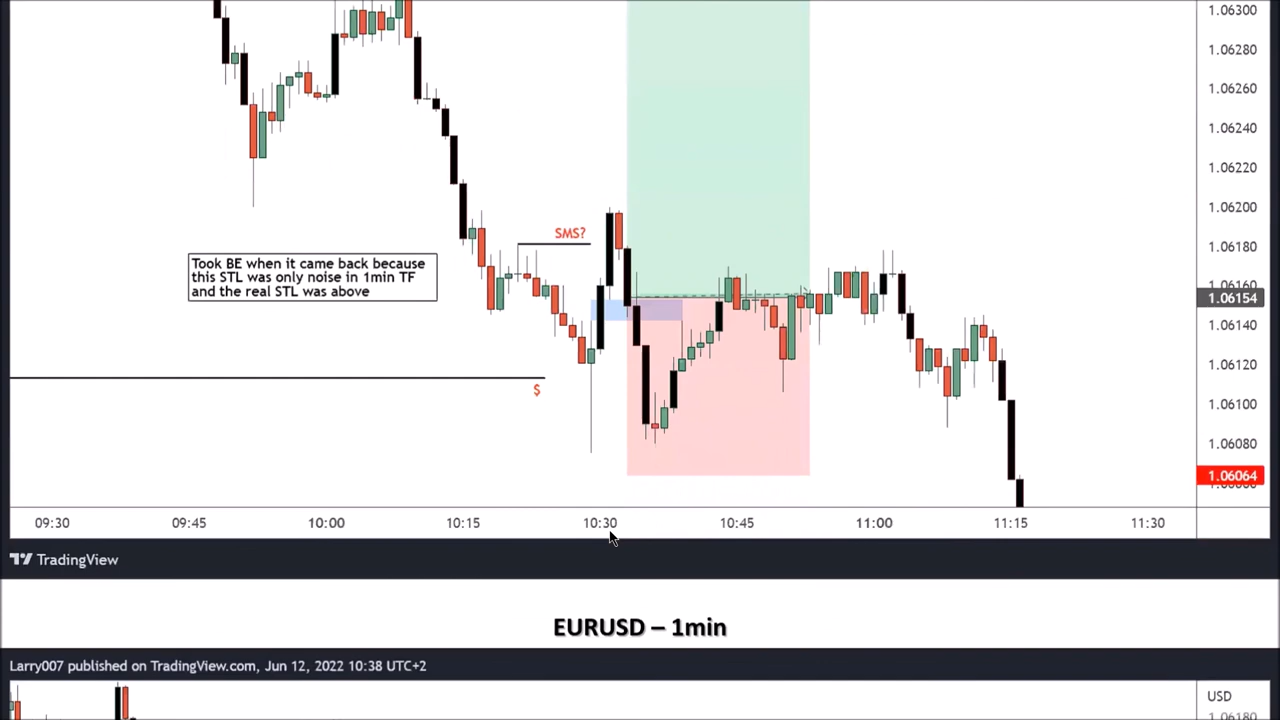 1.06300
1.06280
1.06260
1.06240
1.06220
1.06200
SMS?
1.06180
Took BE when it came back because
this STL was only noise in 1min TF
and the real STL was above
1.06160
1.06154
1.06140
1.06120
$
1.06100
1.06080
1.06064
09:30 09:45 10:00 10:15 10:30 10:45 11:00 11:15 11:30
TradingView
EURUSD – 1min
Larry007 published on TradingView.com, Jun 12, 2022 10:38 UTC+2
USD
1.06180